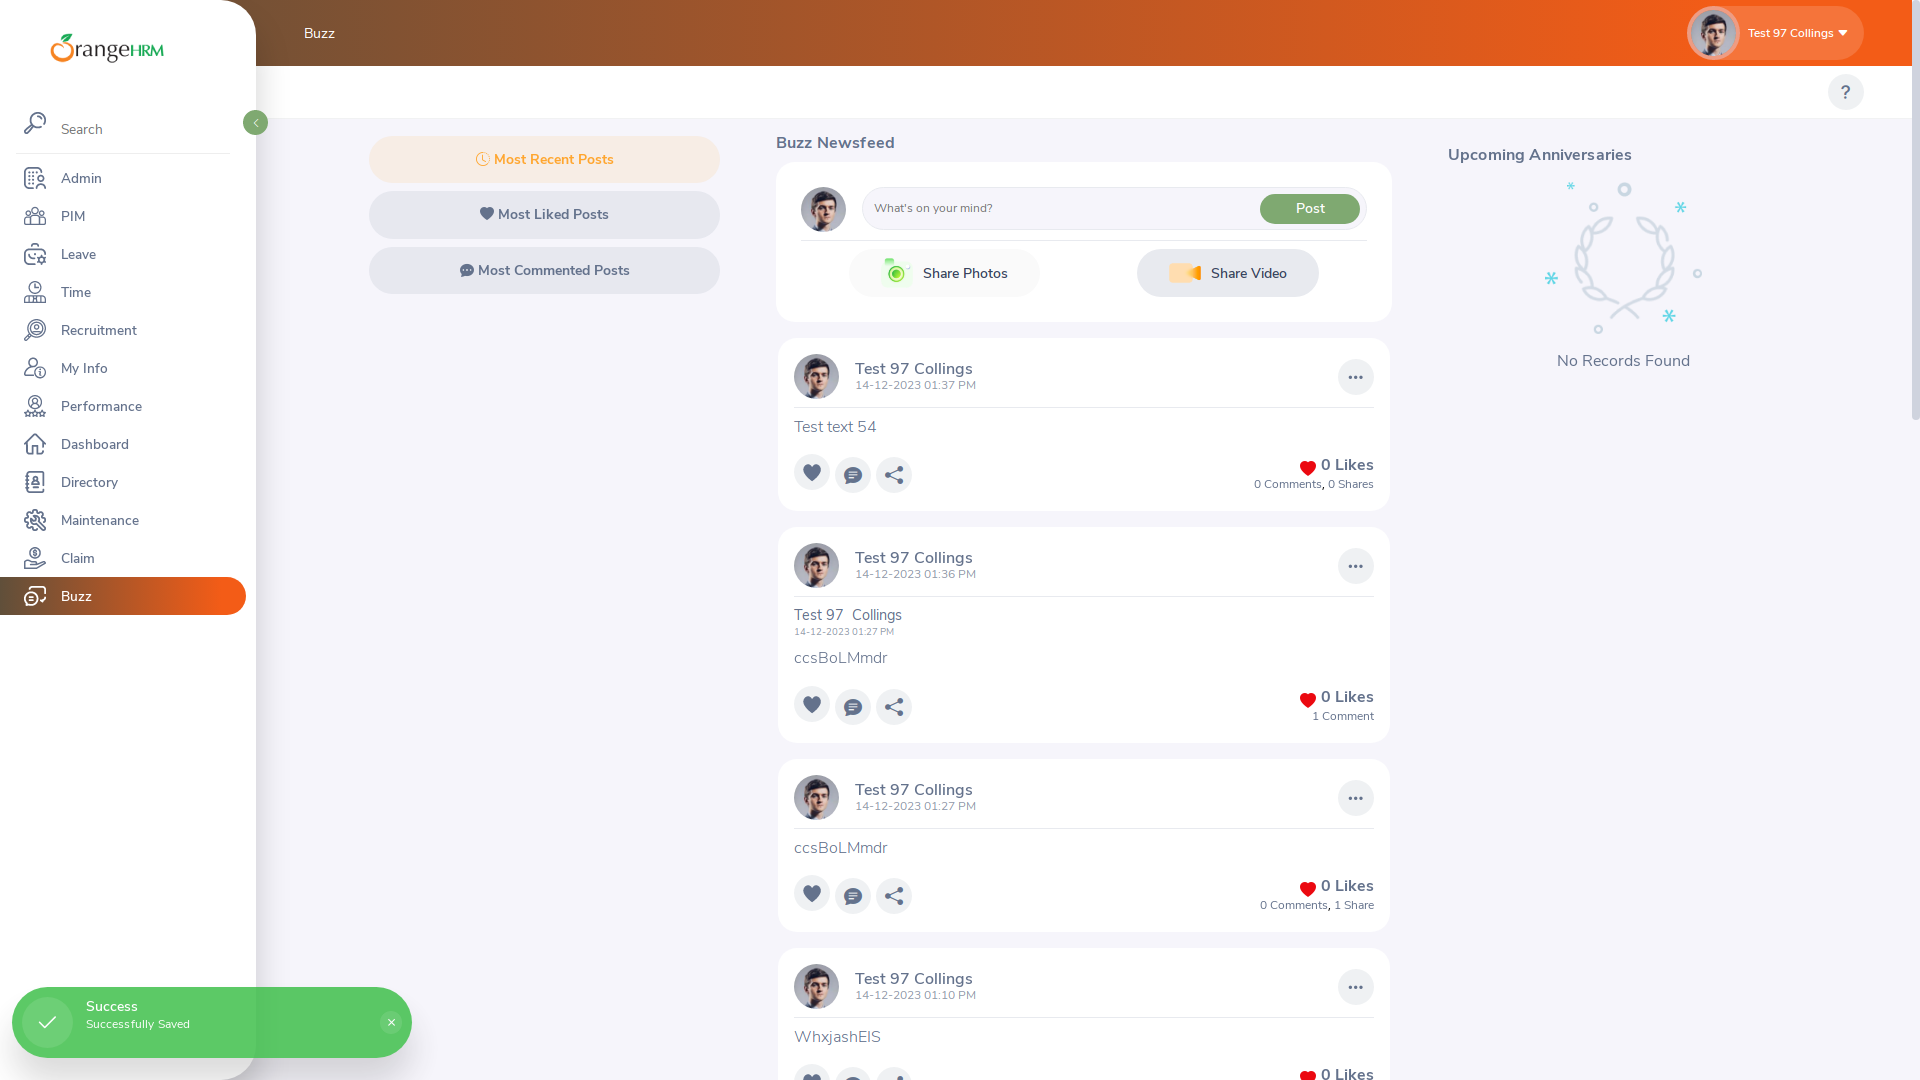 OrangeHRM
Search
Admin
PIM
Leave
Time
Recruitment
My Info
Performance
Dashboard
Directory
Maintenance
Claim
Buzz
Buzz
Test 97 Collings
?
Most Recent Posts
Most Liked Posts
Most Commented Posts
Buzz Newsfeed
What's on your mind?
Post
Share Photos
Share Video
Test 97 Collings
14-12-2023 01:37 PM
Test text 54
0 Likes
0 Comments, 0 Shares
Test 97 Collings
14-12-2023 01:36 PM
Test 97 Collings
14-12-2023 01:27 PM
ccsBoLMmdr
0 Likes
1 Comment
Test 97 Collings
14-12-2023 01:27 PM
ccsBoLMmdr
0 Likes
0 Comments, 1 Share
Test 97 Collings
14-12-2023 01:10 PM
WhxjashEIS
0 Likes
Upcoming Anniversaries
No Records Found
Success
Successfully Saved